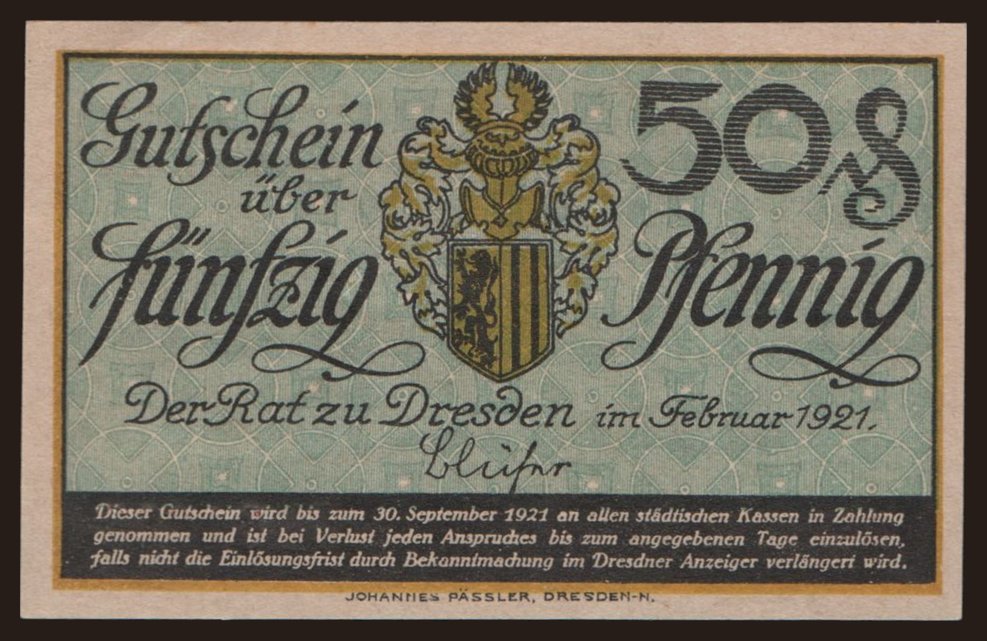 Gutschein
über
fünfzig Pfennig
50 ₰
Der Rat zu Dresden im Februar 1921.
Blüher
Dieser Gutschein wird bis zum 30. September 1921 an allen städtischen Kassen in Zahlung
genommen und ist bei Verlust jeden Anspruches bis zum angegebenen Tage einzulösen,
falls nicht die Einlösungsfrist durch Bekanntmachung im Dresdner Anzeiger verlängert wird.
JOHANNES PÄSSLER, DRESDEN-N.